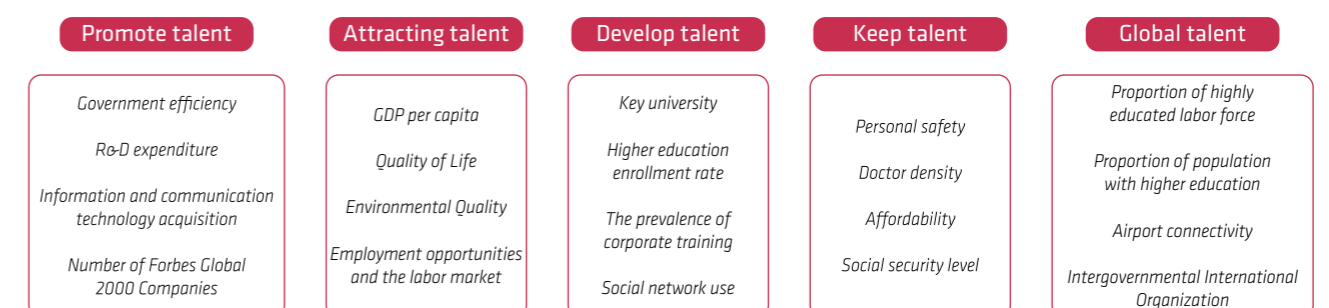 Promote talent
Government efficiency
R&D expenditure
Information and communication
technology acquisition
Number of Forbes Global
2000 Companies
Attracting talent
GDP per capita
Quality of Life
Environmental Quality
Employment opportunities
and the labor market
Develop talent
Key university
Higher education
enrollment rate
The prevalence of
corporate training
Social network use
Keep talent
Personal safety
Doctor density
Affordability
Social security level
Global talent
Proportion of highly
educated labor force
Proportion of population
with higher education
Airport connectivity
Intergovernmental International
Organization